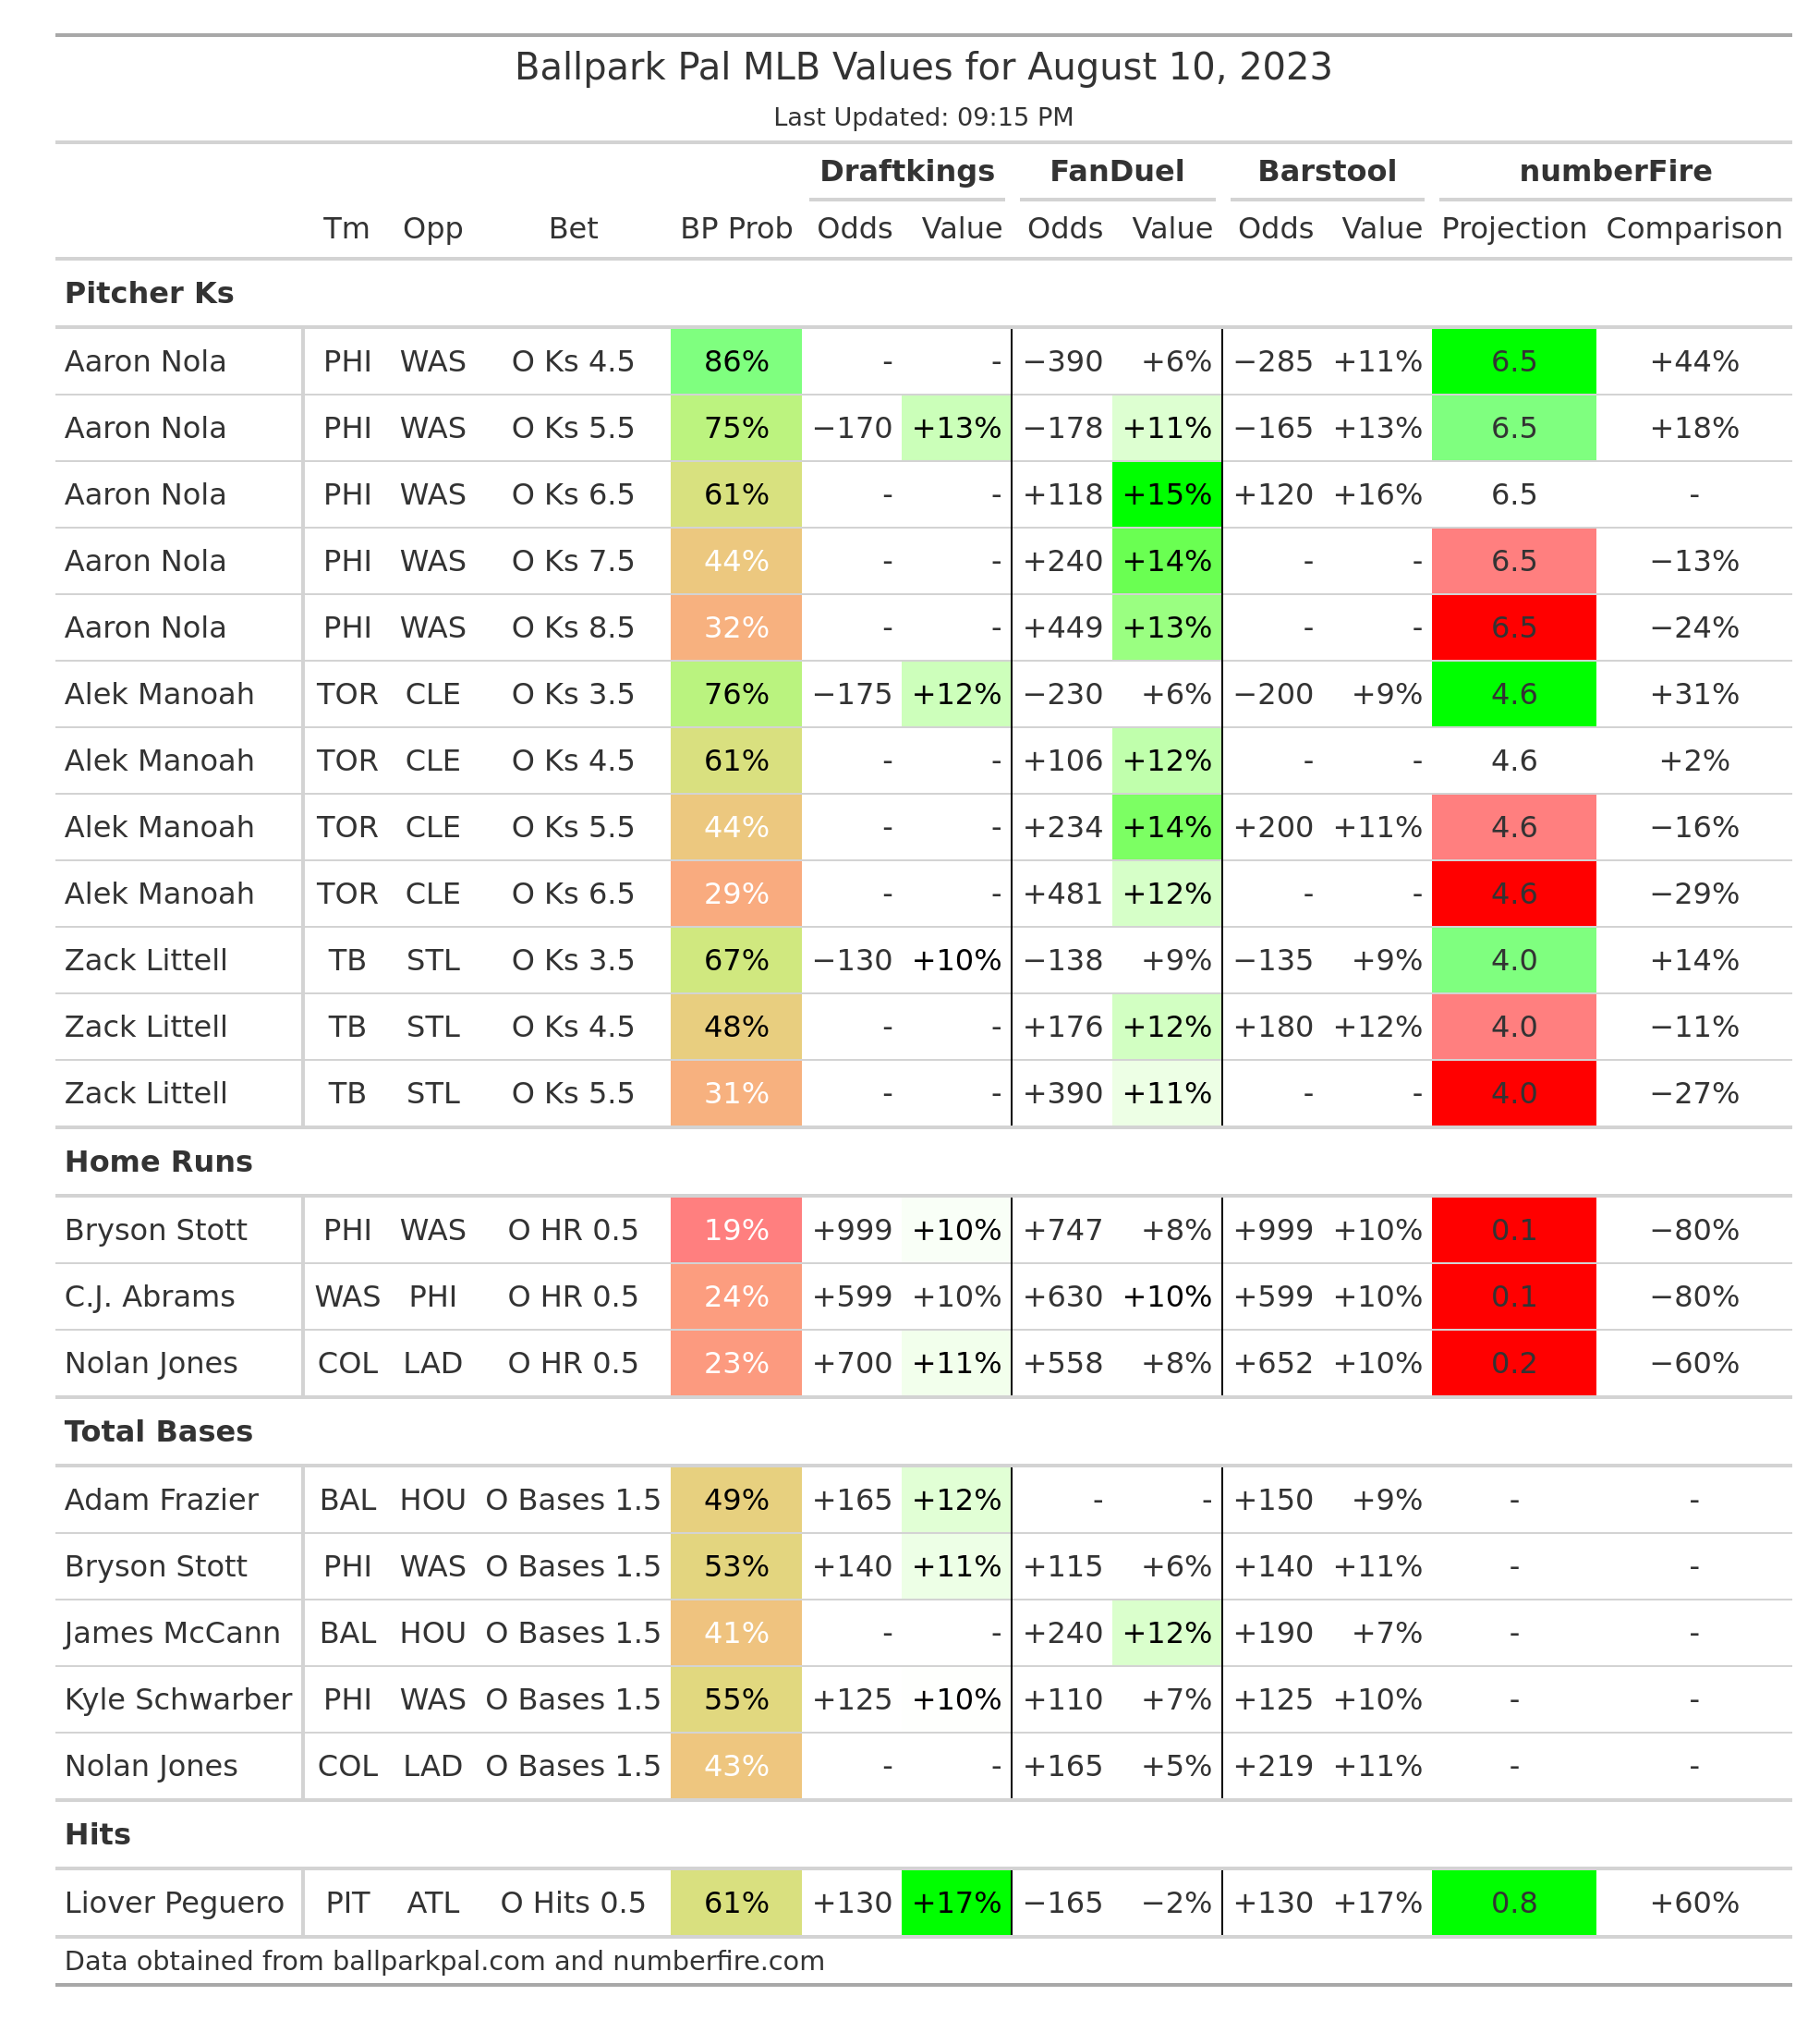 Ballpark Pal MLB Values for August 10, 2023
Last Updated: 09:15 PM
Draftkings FanDuel Barstool numberFire
Tm Opp Bet BP Prob Odds Value Odds Value Odds Value Projection Comparison
Pitcher Ks
Aaron Nola PHI WAS O Ks 4.5 86% - - −390 +6% −285 +11% 6.5 +44%
Aaron Nola PHI WAS O Ks 5.5 75% −170 +13% −178 +11% −165 +13% 6.5 +18%
Aaron Nola PHI WAS O Ks 6.5 61% - - +118 +15% +120 +16% 6.5 -
Aaron Nola PHI WAS O Ks 7.5 44% - - +240 +14% - - 6.5 −13%
Aaron Nola PHI WAS O Ks 8.5 32% - - +449 +13% - - 6.5 −24%
Alek Manoah TOR CLE O Ks 3.5 76% −175 +12% −230 +6% −200 +9% 4.6 +31%
Alek Manoah TOR CLE O Ks 4.5 61% - - +106 +12% - - 4.6 +2%
Alek Manoah TOR CLE O Ks 5.5 44% - - +234 +14% +200 +11% 4.6 −16%
Alek Manoah TOR CLE O Ks 6.5 29% - - +481 +12% - - 4.6 −29%
Zack Littell TB STL O Ks 3.5 67% −130 +10% −138 +9% −135 +9% 4.0 +14%
Zack Littell TB STL O Ks 4.5 48% - - +176 +12% +180 +12% 4.0 −11%
Zack Littell TB STL O Ks 5.5 31% - - +390 +11% - - 4.0 −27%
Home Runs
Bryson Stott PHI WAS O HR 0.5 19% +999 +10% +747 +8% +999 +10% 0.1 −80%
C.J. Abrams WAS PHI O HR 0.5 24% +599 +10% +630 +10% +599 +10% 0.1 −80%
Nolan Jones COL LAD O HR 0.5 23% +700 +11% +558 +8% +652 +10% 0.2 −60%
Total Bases
Adam Frazier BAL HOU O Bases 1.5 49% +165 +12% - - +150 +9% - -
Bryson Stott PHI WAS O Bases 1.5 53% +140 +11% +115 +6% +140 +11% - -
James McCann BAL HOU O Bases 1.5 41% - - +240 +12% +190 +7% - -
Kyle Schwarber PHI WAS O Bases 1.5 55% +125 +10% +110 +7% +125 +10% - -
Nolan Jones COL LAD O Bases 1.5 43% - - +165 +5% +219 +11% - -
Hits
Liover Peguero PIT ATL O Hits 0.5 61% +130 +17% −165 −2% +130 +17% 0.8 +60%
Data obtained from ballparkpal.com and numberfire.com